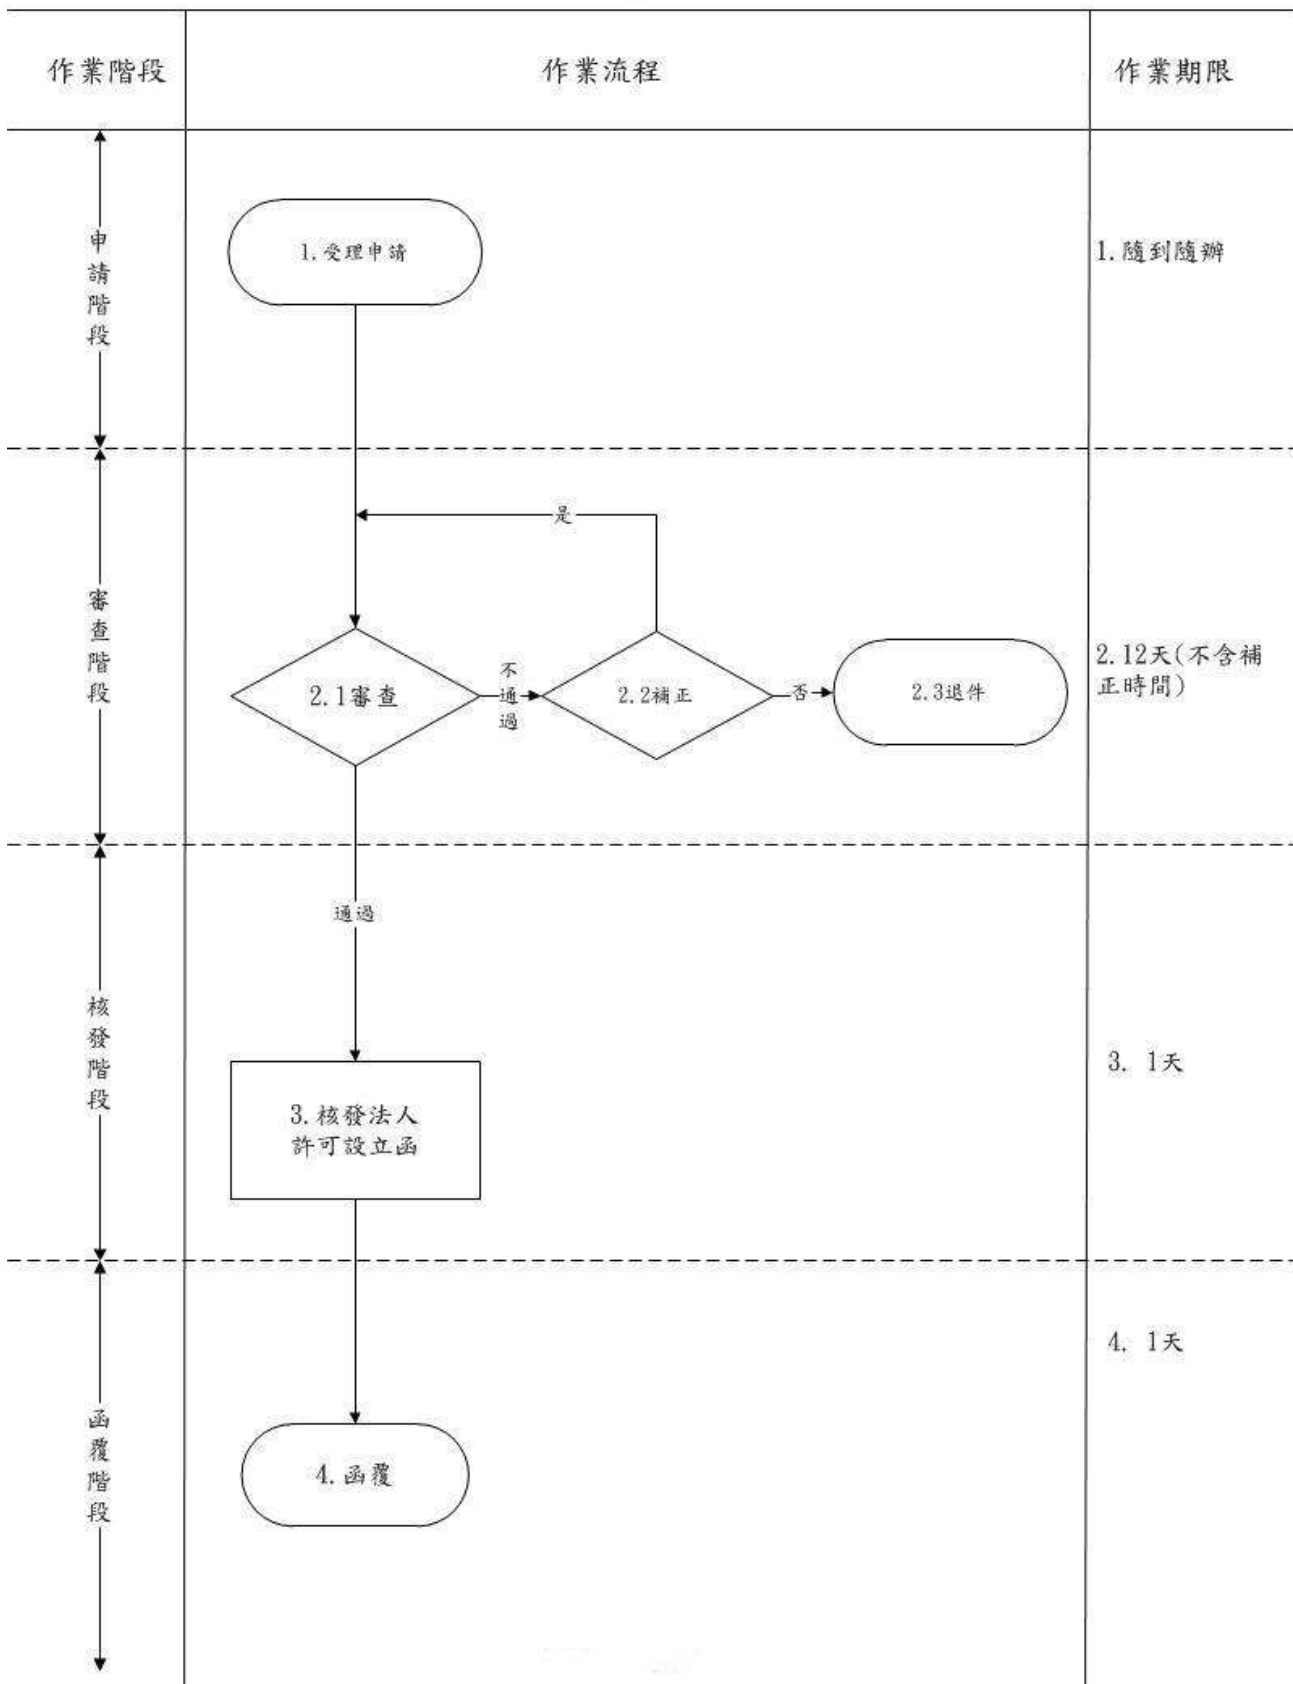 作業階段
作業流程
作業期限
申請階段
1.受理申請
1.隨到隨辦
審查階段
是
2.1審查
不通過
2.2補正
否
2.3退件
2.12天(不含補
正時間)
通過
核發階段
3.核發法人
許可設立函
3. 1天
函覆階段
4.函覆
4. 1天